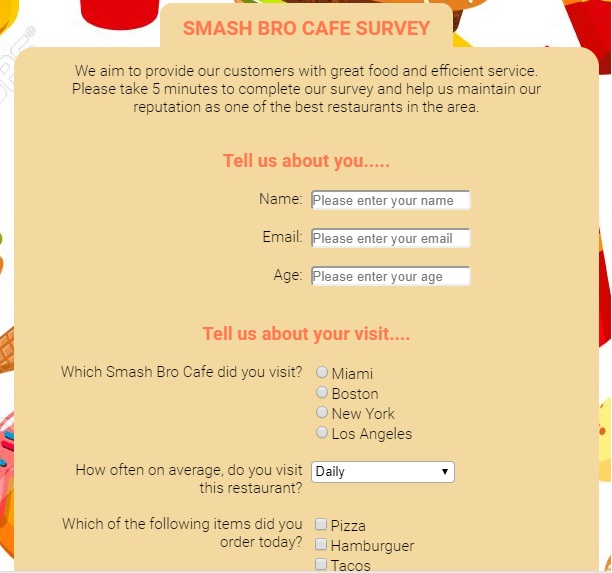 SMASH BRO CAFE SURVEY
We aim to provide our customers with great food and efficient service.
Please take 5 minutes to complete our survey and help us maintain our
reputation as one of the best restaurants in the area.
Tell us about you.....
Name: Please enter your name
Email: Please enter your email
Age: Please enter your age
Tell us about your visit....
Which Smash Bro Cafe did you visit? Miami
Boston
New York
Los Angeles
How often on average, do you visit Daily
this restaurant?
Which of the following items did you Pizza
order today? Hamburguer
Tacos